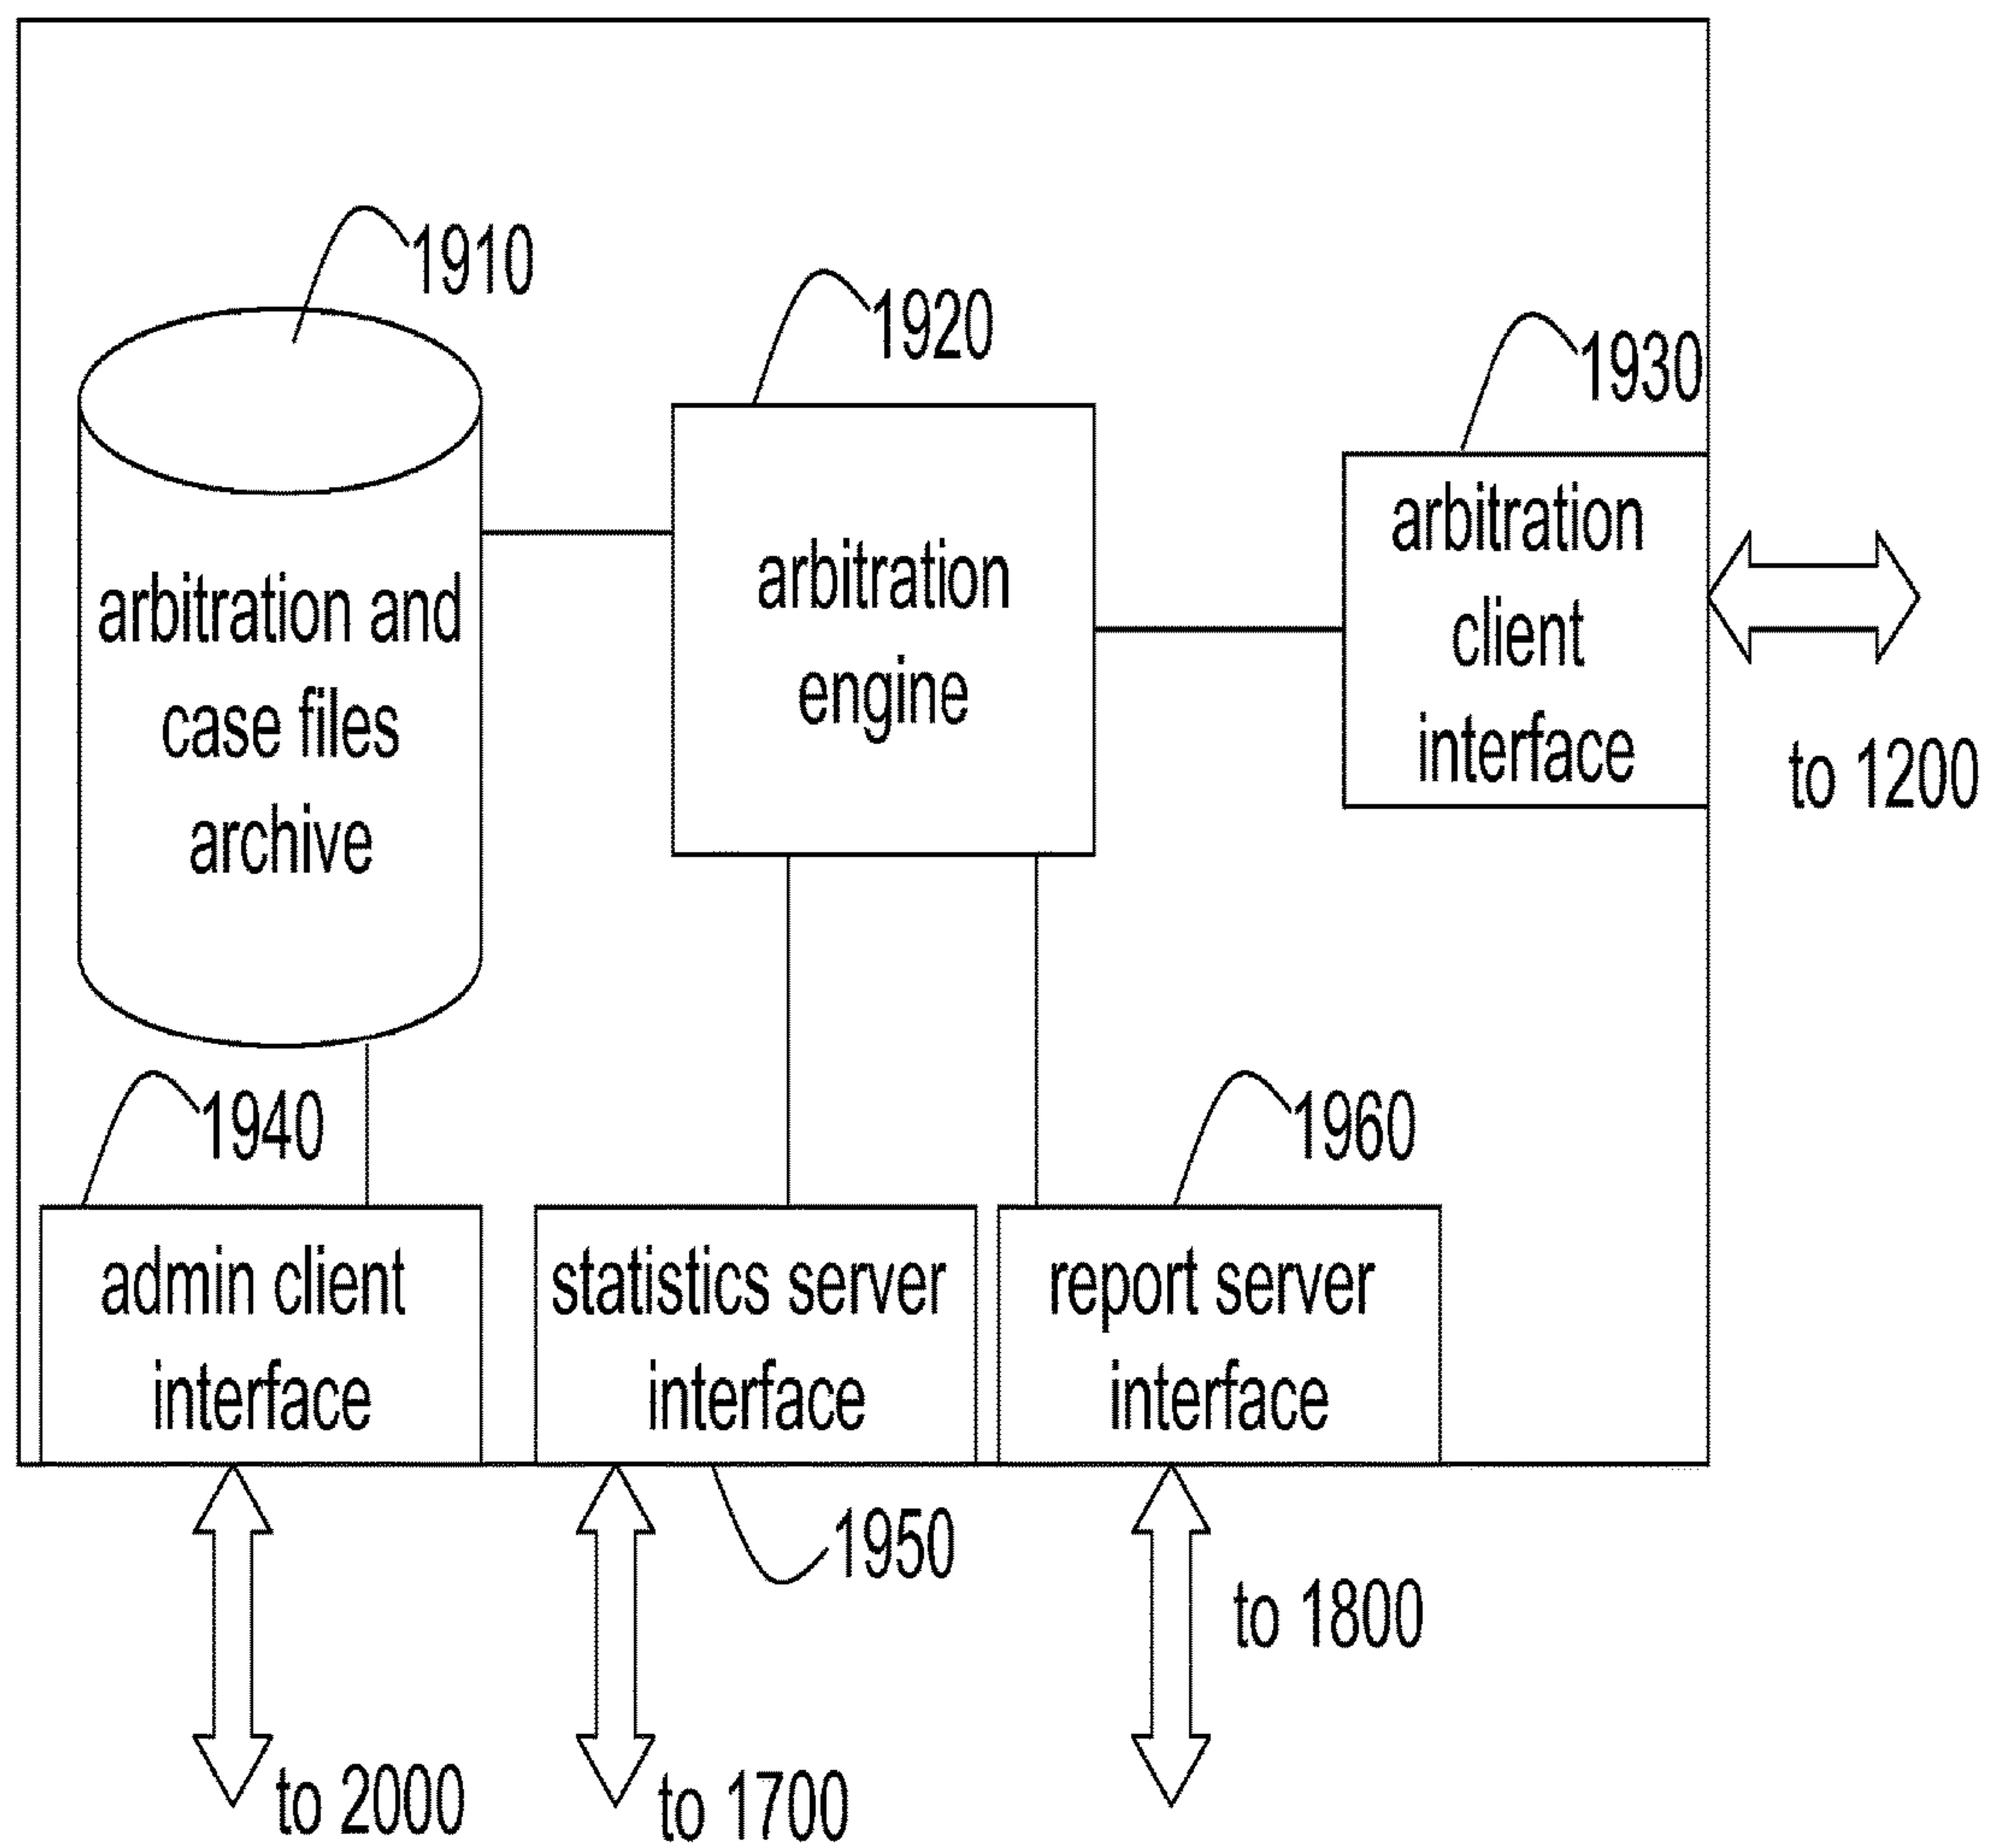 1910
1920
1930
arbitration and
case files
archive
arbitration
engine
arbitration
client
interface
to 1200
1940
1960
admin client
interface
statistics server
interface
report server
interface
1950
to 1800
to 2000
to 1700